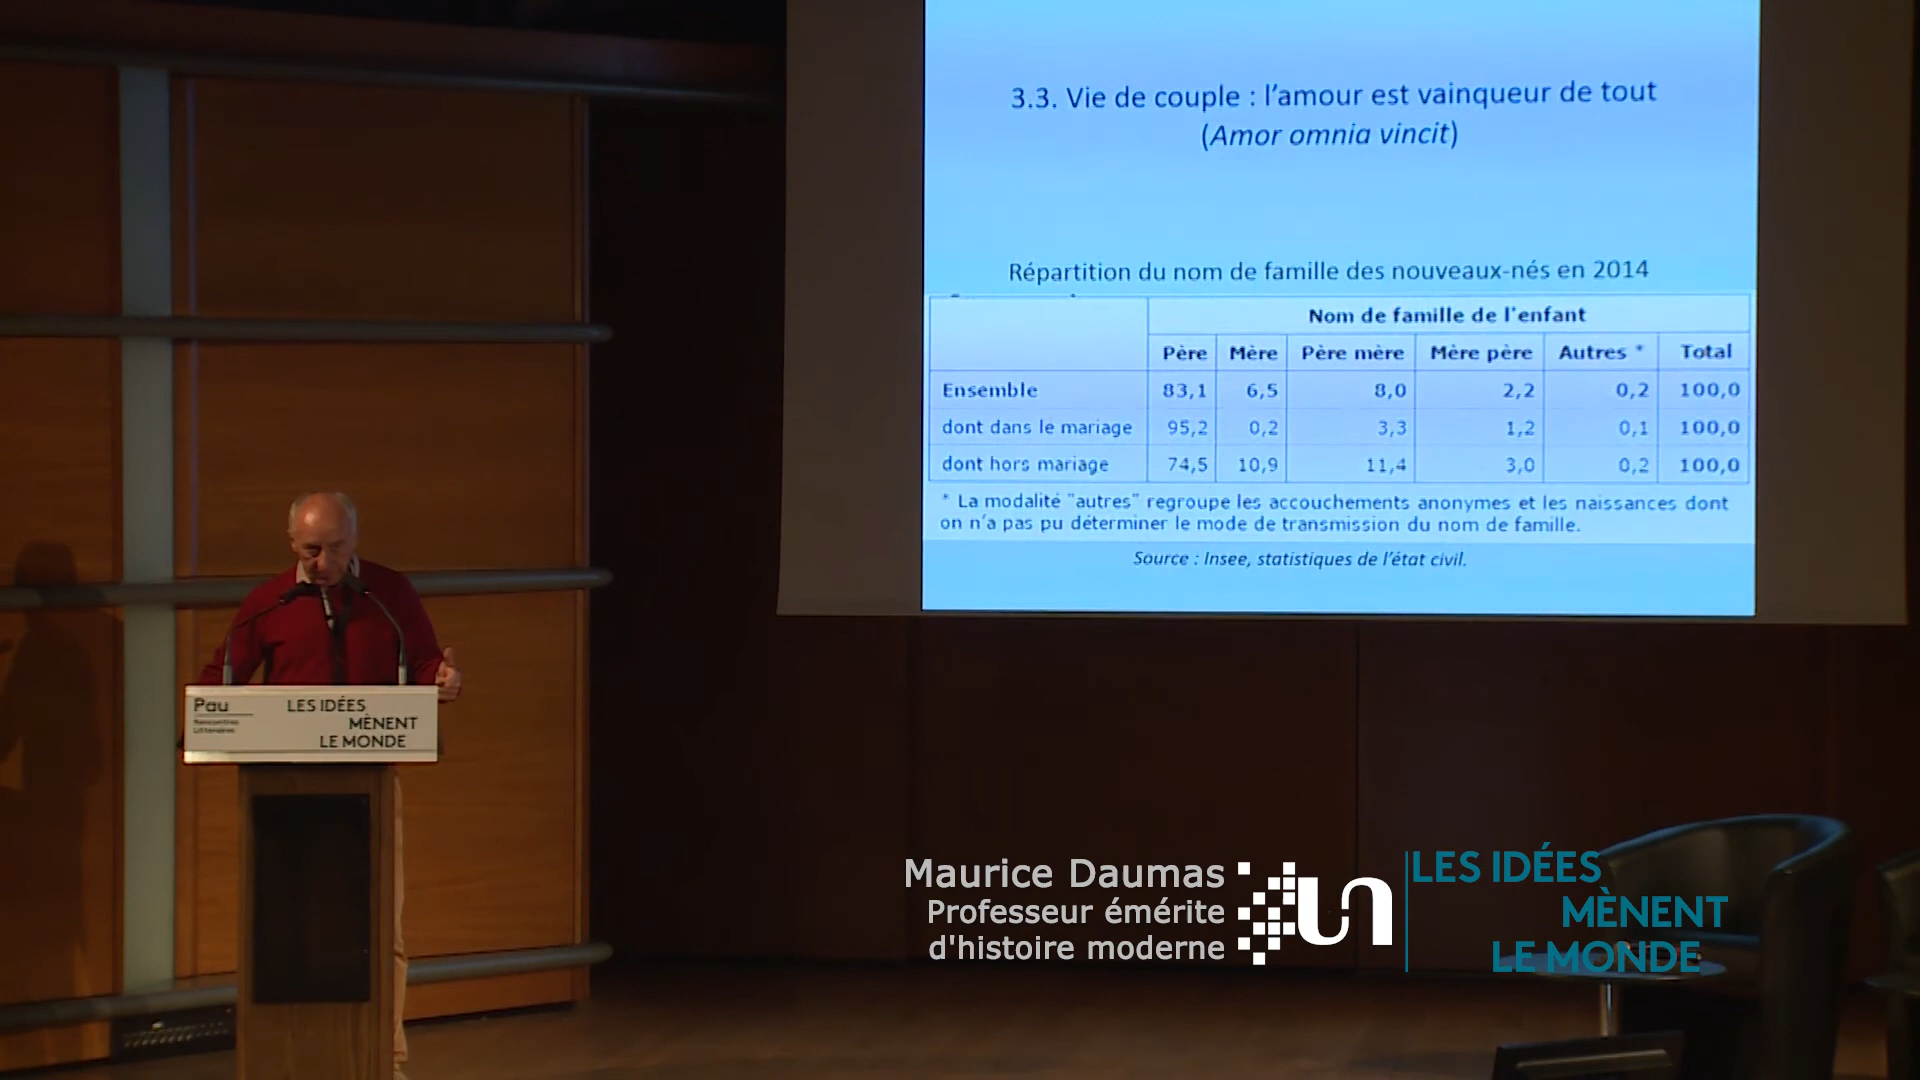 3.3. Vie de couple : l’amour est vainqueur de tout
(Amor omnia vincit)
Répartition du nom de famille des nouveaux-nés en 2014
Nom de famille de l'enfant
Père Mère Père mère Mère père Autres * Total
Ensemble 83,1 6,5 8,0 2,2 0,2 100,0
dont dans le mariage 95,2 0,2 3,3 1,2 0,1 100,0
dont hors mariage 74,5 10,9 11,4 3,0 0,2 100,0
* La modalité "autres" regroupe les accouchements anonymes et les naissances dont
on n'a pas pu déterminer le mode de transmission du nom de famille.
Source : Insee, statistiques de l’état civil.
Pau
Rencontres
Littéraires
LES IDÉES
MÈNENT
LE MONDE
Maurice Daumas
Professeur émérite
d'histoire moderne
LES IDÉES
MÈNENT
LE MONDE